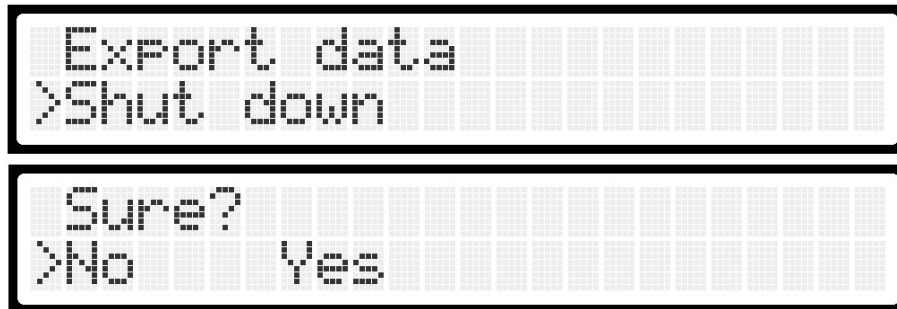 Export data
>Shut down
Sure?
>No Yes